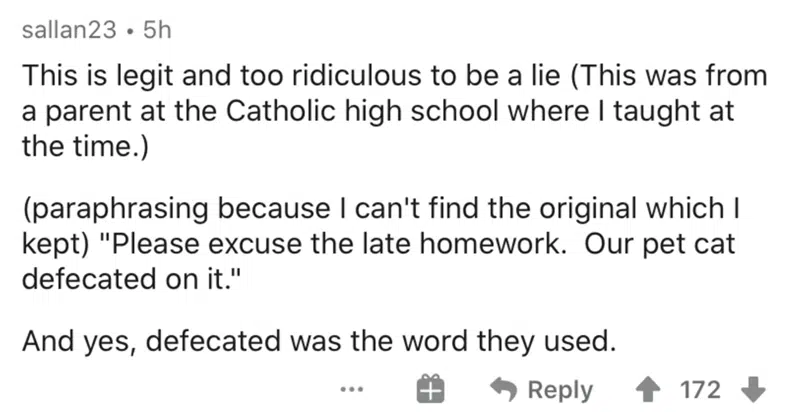 sallan23 • 5h
This is legit and too ridiculous to be a lie (This was from
a parent at the Catholic high school where I taught at
the time.)
(paraphrasing because I can't find the original which I
kept) "Please excuse the late homework.  Our pet cat
defecated on it."
And yes, defecated was the word they used.
... Reply 172